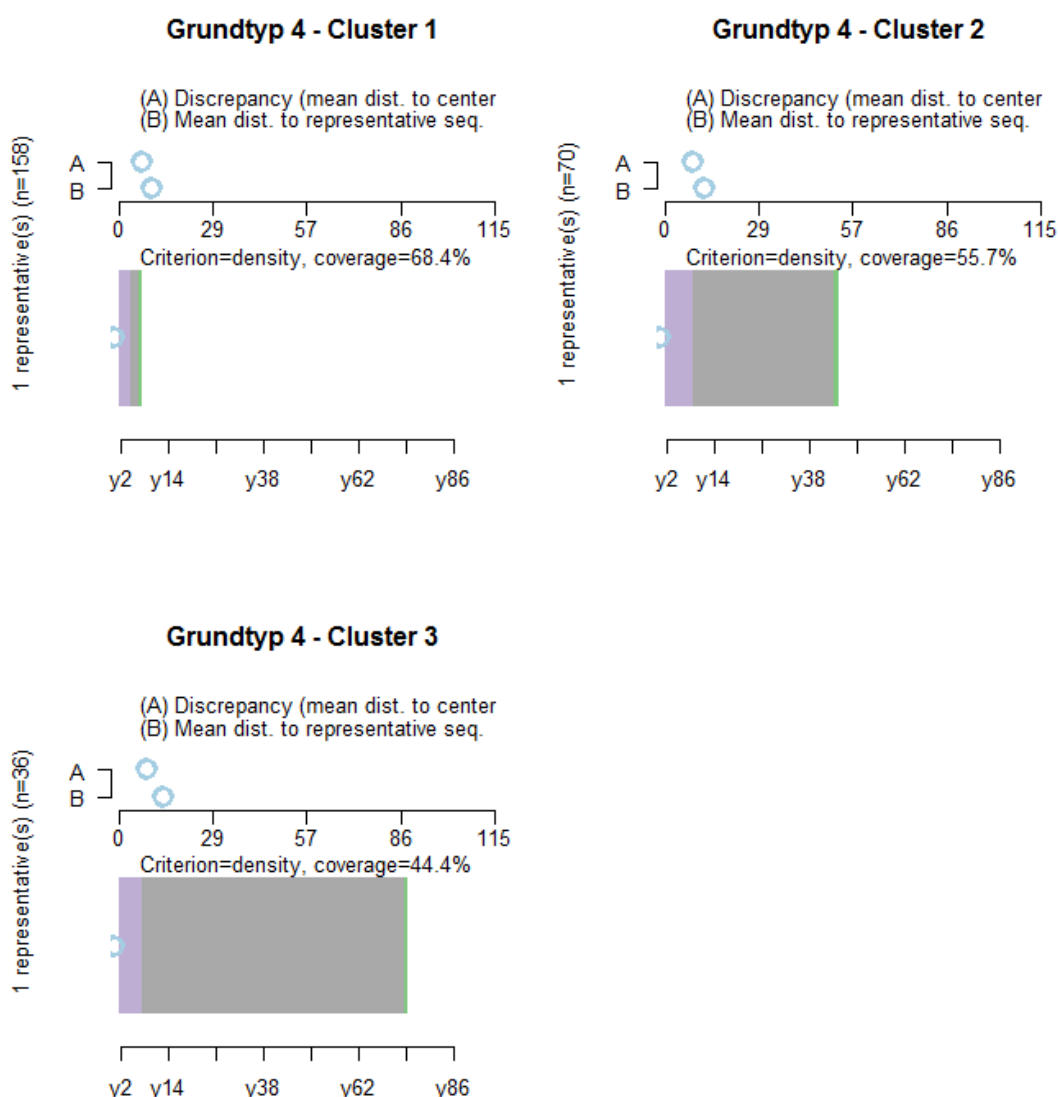 Grundtyp 4 - Cluster 1
(A) Discrepancy (mean dist. to center
(B) Mean dist. to representative seq.
1 representative(s) (n=158)
A
B
0 29 57 86 115
Criterion=density, coverage=68.4%
y2 y14 y38 y62 y86
Grundtyp 4 - Cluster 2
(A) Discrepancy (mean dist. to center
(B) Mean dist. to representative seq.
1 representative(s) (n=70)
A
B
0 29 57 86 115
Criterion=density, coverage=55.7%
y2 y14 y38 y62 y86
Grundtyp 4 - Cluster 3
(A) Discrepancy (mean dist. to center
(B) Mean dist. to representative seq.
1 representative(s) (n=36)
A
B
0 29 57 86 115
Criterion=density, coverage=44.4%
y2 y14 y38 y62 y86